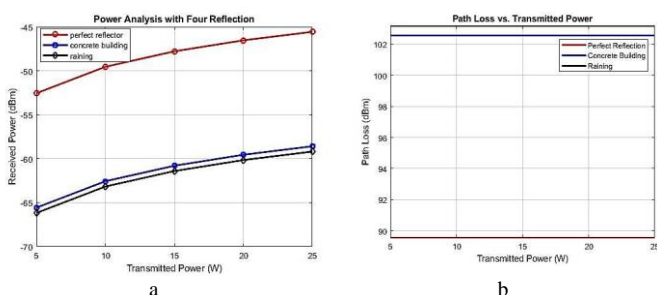 Power Analysis with Four Reflection
-45
-50
-55
-60
-65
-70
Received Power (dBm)
perfect reflector
concrete building
raining
5
10
15
20
25
Transmitted Power (W)
a
Path Loss vs. Transmitted Power
102
100
98
96
94
92
90
Path Loss (dBm)
Perfect Reflection
Concrete Building
Raining
5
10
15
20
25
Transmitted Power (W)
b